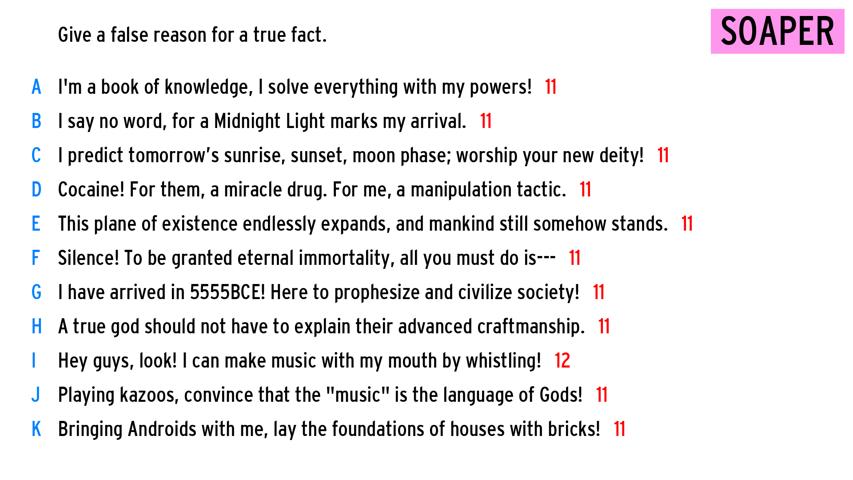 Give a false reason for a true fact.
SOAPER
A I'm a book of knowledge, I solve everything with my powers! 11
B I say no word, for a Midnight Light marks my arrival. 11
C I predict tomorrow's sunrise, sunset, moon phase; worship your new deity! 11
D Cocaine! For them, a miracle drug. For me, a manipulation tactic. 11
E This plane of existence endlessly expands, and mankind still somehow stands. 11
F Silence! To be granted eternal immortality, all you must do is--- 11
G I have arrived in 5555BCE! Here to prophesize and civilize society! 11
H A true god should not have to explain their advanced craftmanship. 11
I Hey guys, look! I can make music with my mouth by whistling! 12
J Playing kazoos, convince that the "music" is the language of Gods! 11
K Bringing Androids with me, lay the foundations of houses with bricks! 11